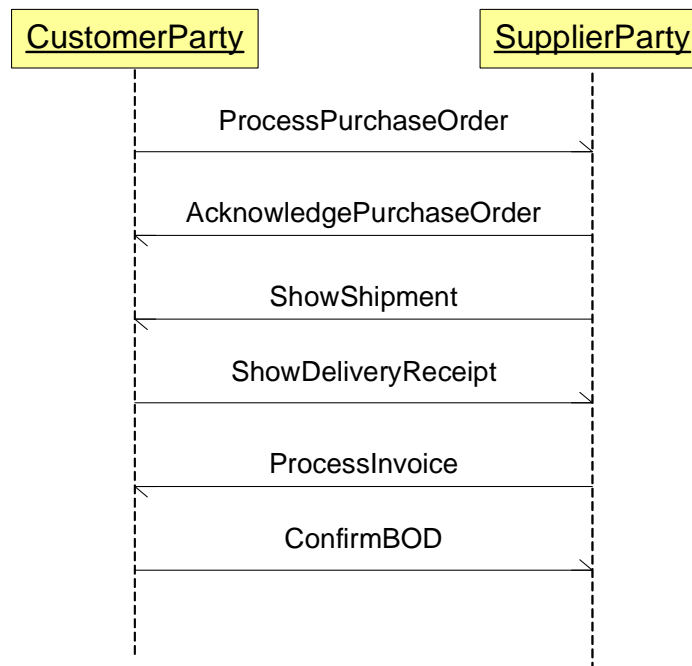 CustomerParty
SupplierParty
ProcessPurchaseOrder
AcknowledgePurchaseOrder
ShowShipment
ShowDeliveryReceipt
ProcessInvoice
ConfirmBOD